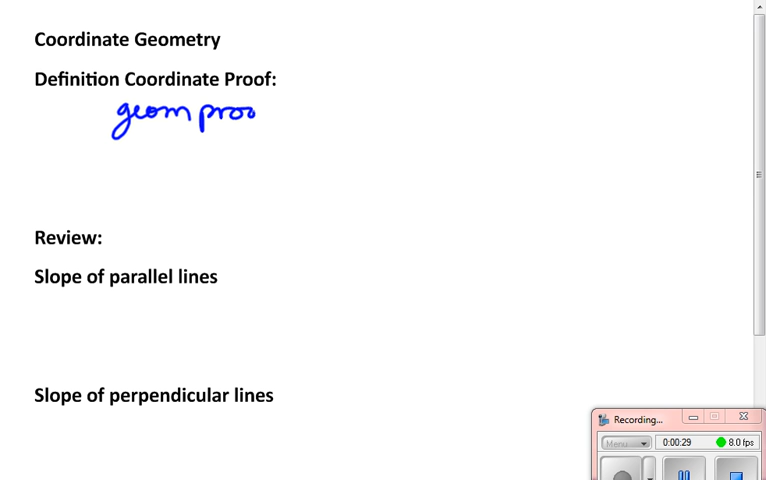 Coordinate Geometry
Definition Coordinate Proof:
geom proo
Review:
Slope of parallel lines
Slope of perpendicular lines
Recording...
Menu
0:00:29
8.0 fps